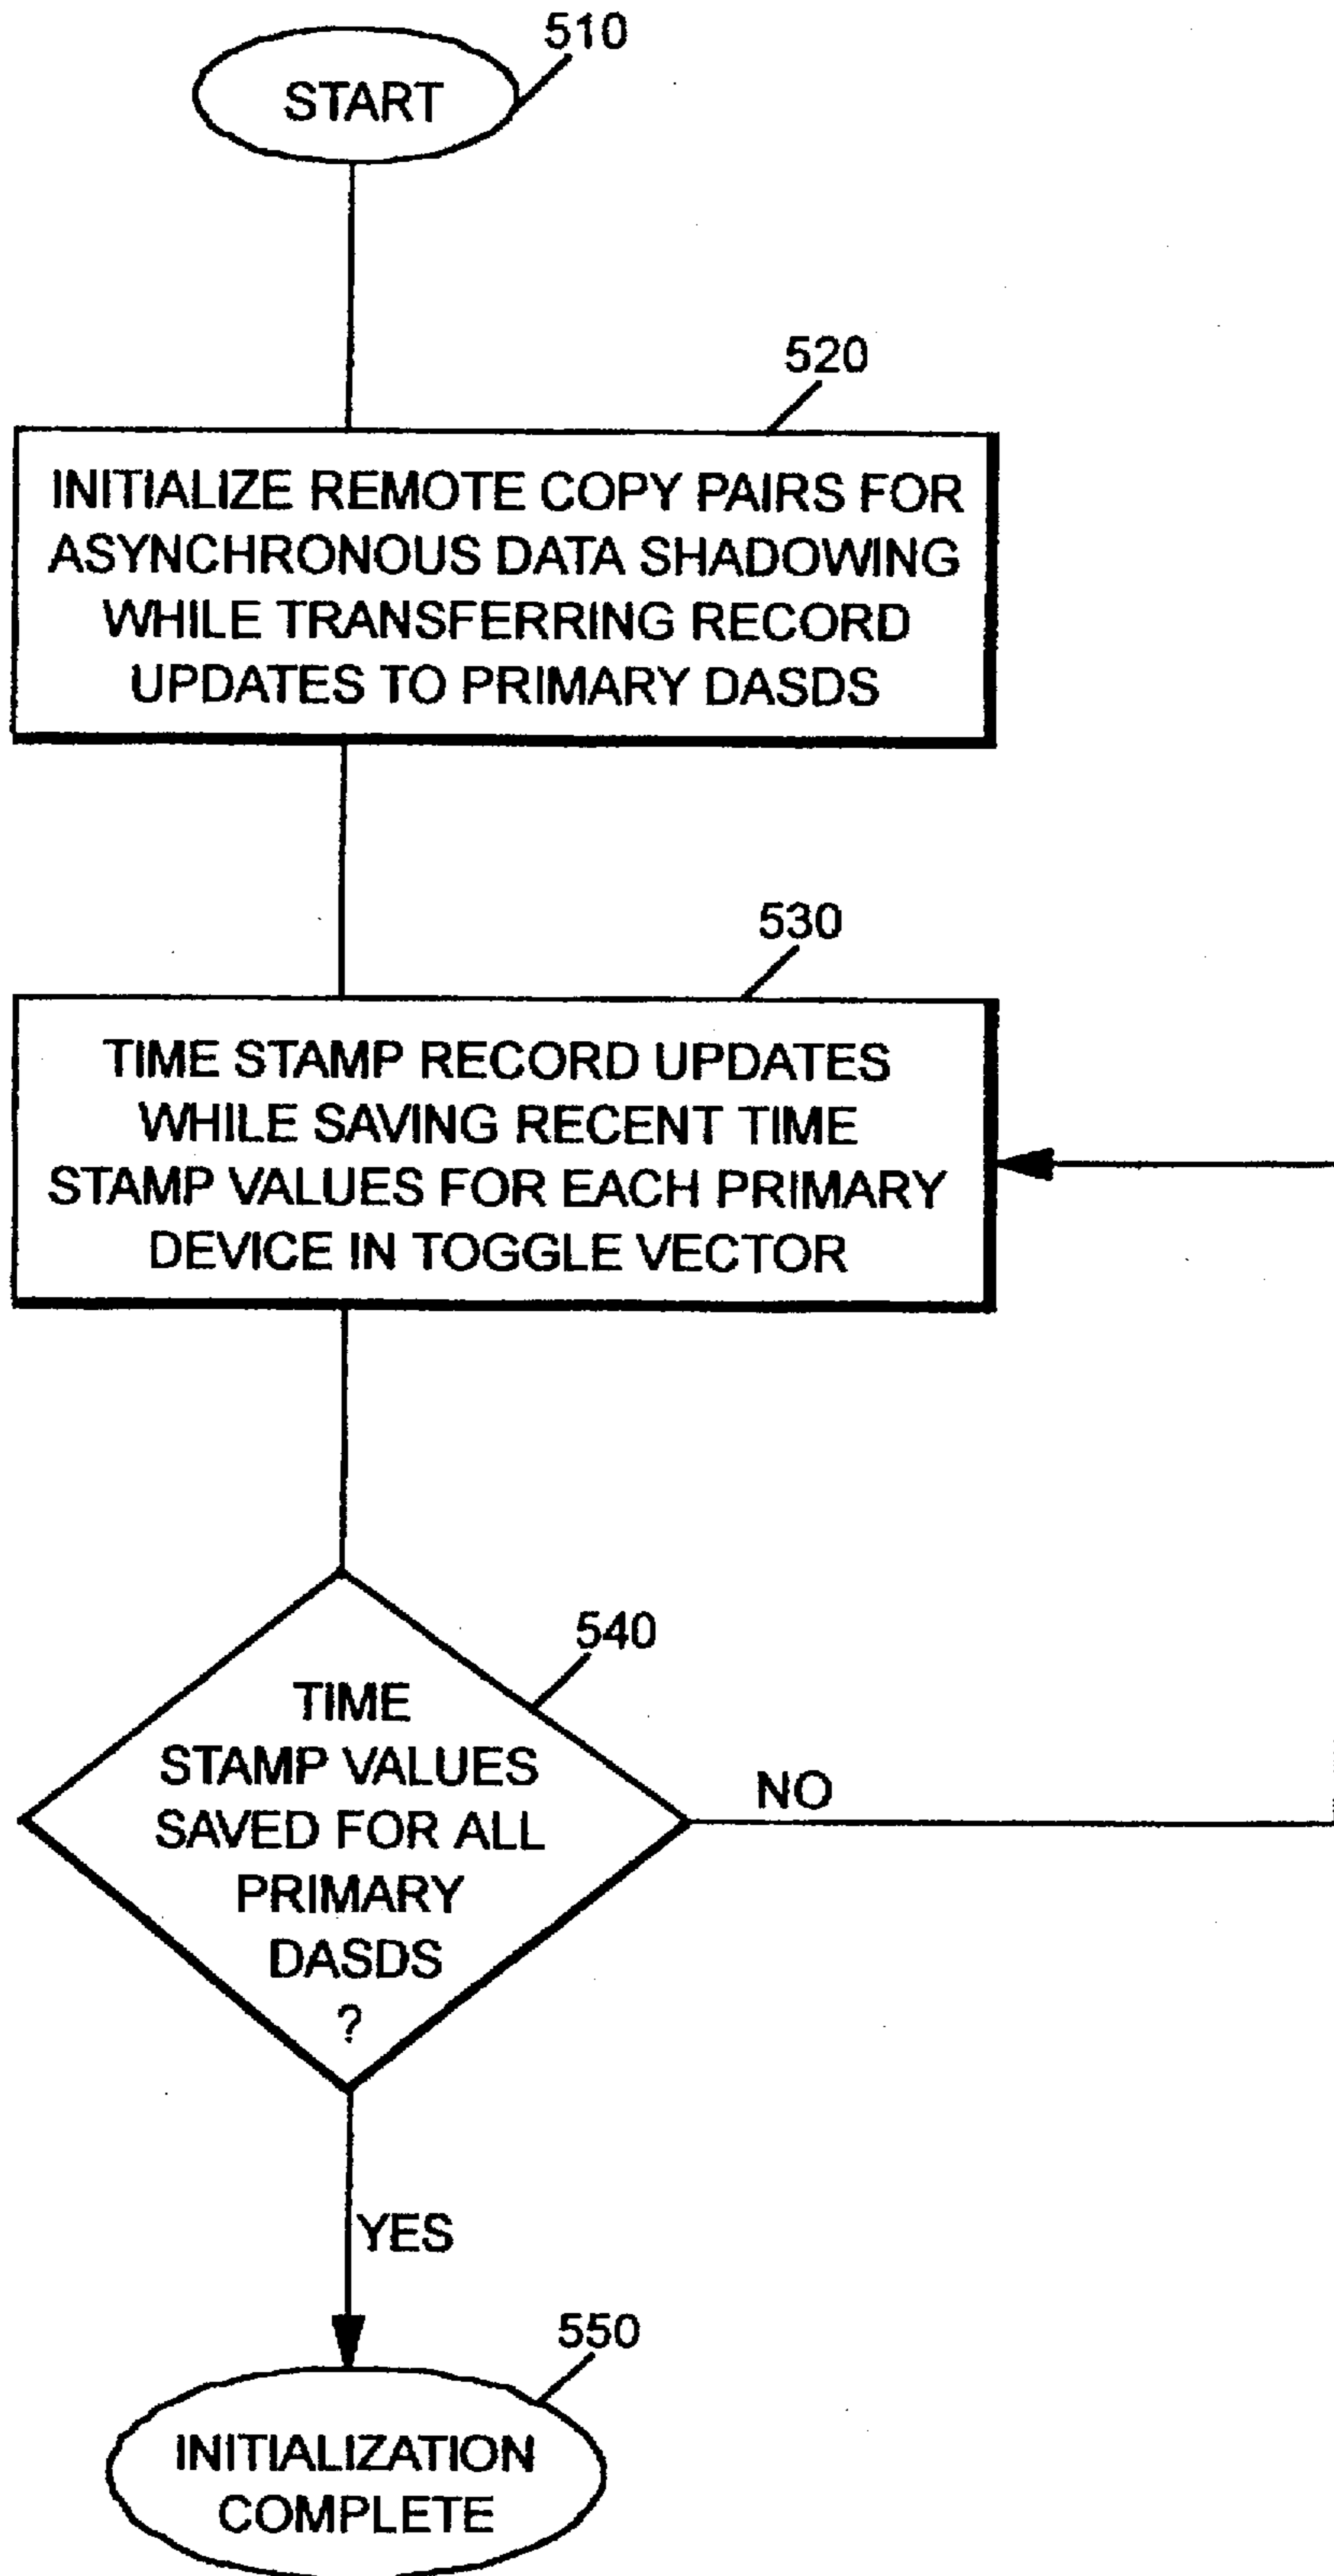 510
START
520
INITIALIZE REMOTE COPY PAIRS FOR
ASYNCHRONOUS DATA SHADOWING
WHILE TRANSFERRING RECORD
UPDATES TO PRIMARY DASDS
530
TIME STAMP RECORD UPDATES
WHILE SAVING RECENT TIME
STAMP VALUES FOR EACH PRIMARY
DEVICE IN TOGGLE VECTOR
540
TIME
STAMP VALUES
SAVED FOR ALL
PRIMARY
DASDS
?
NO
YES
550
INITIALIZATION
COMPLETE